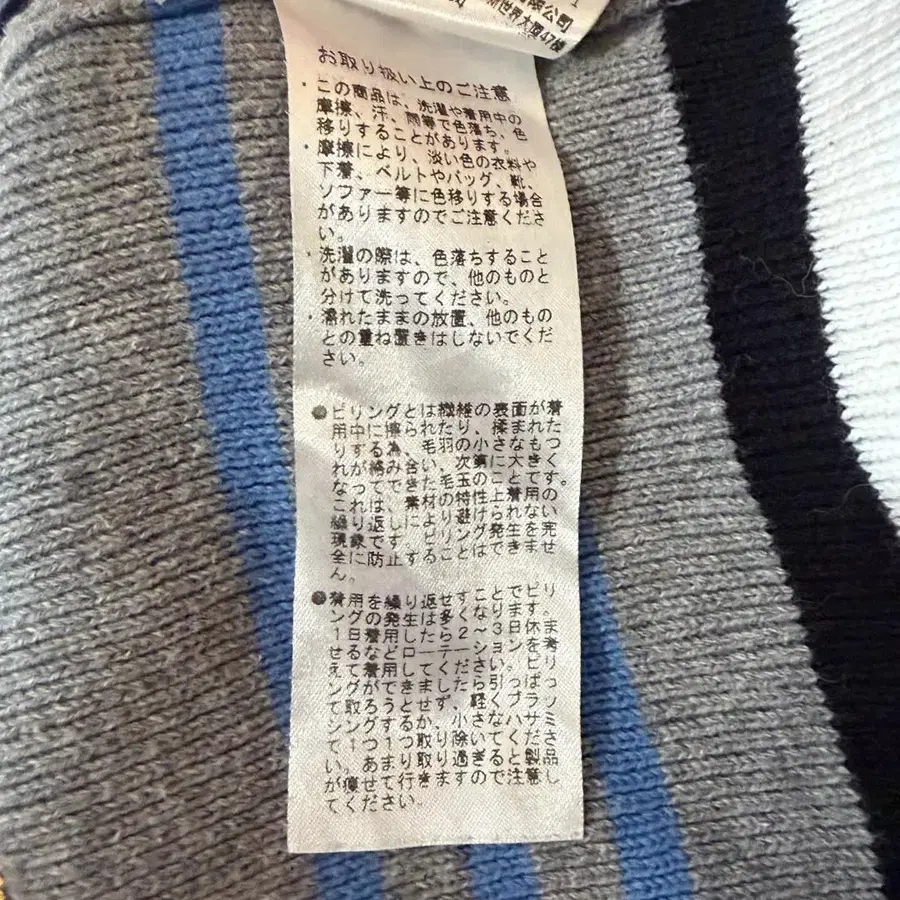 限公司
新世界大厦47楼
お取り扱い上のご注意
・この商品は、洗濯や着用中の
摩擦、汗、雨等で色落ち、色
移りすることがあります。
・摩擦により、淡い色の衣料や
下着、ベルトやバッグ、靴、
ソファー等に色移りする場合
がありますのでご注意くださ
い。
・洗濯の際は、色落ちすること
がありますので、他のものと
分けて洗ってください。
・濡れたままの放置、他のもの
との重ね置きはしないでくだ
さい。
●ピリングとは繊維の表面が着
用中に擦られたり、揉まれた
りする為、毛羽の小さなもつ
れが絡み合い、次第に大きく
なってできた毛玉のことです。
これは、素材の特性上着用の
繰り返しにより避けられない
現象です。ピリング発生を完
全に防止することはできませ
ん。
●着用を繰り返せすことでピリ
ングの発生は多くなります。
1日着用したら2～3日休ま
せるなどローテーションを考
えて着用してください。ピリ
ングができましたら引っぱっ
て取ろうとせず、軽くブラッ
シングするか、小さなハサミ
で1つ1つ取り除いてくださ
い。あまり取り過ぎると製品
が痩せて行きますので注意し
てください。